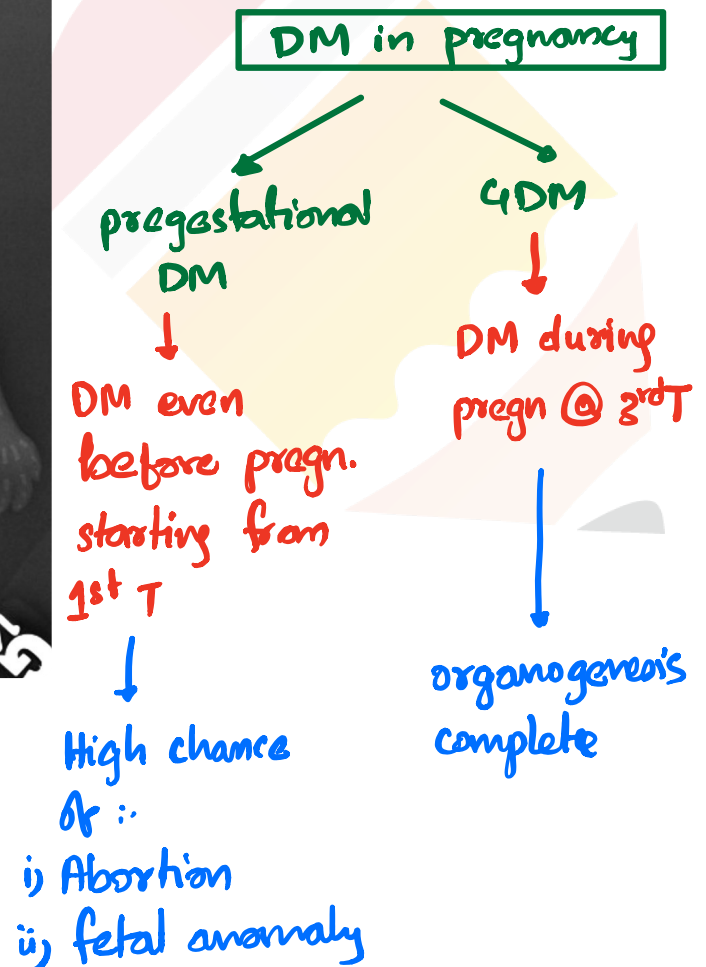 DM in pregnancy
pregestational
DM
DM even
before pregn.
starting from
1st T
High chance
of :-
i) Abortion
ii) fetal anomaly
GDM
DM during
pregn @ 3rd T
organogenesis
complete